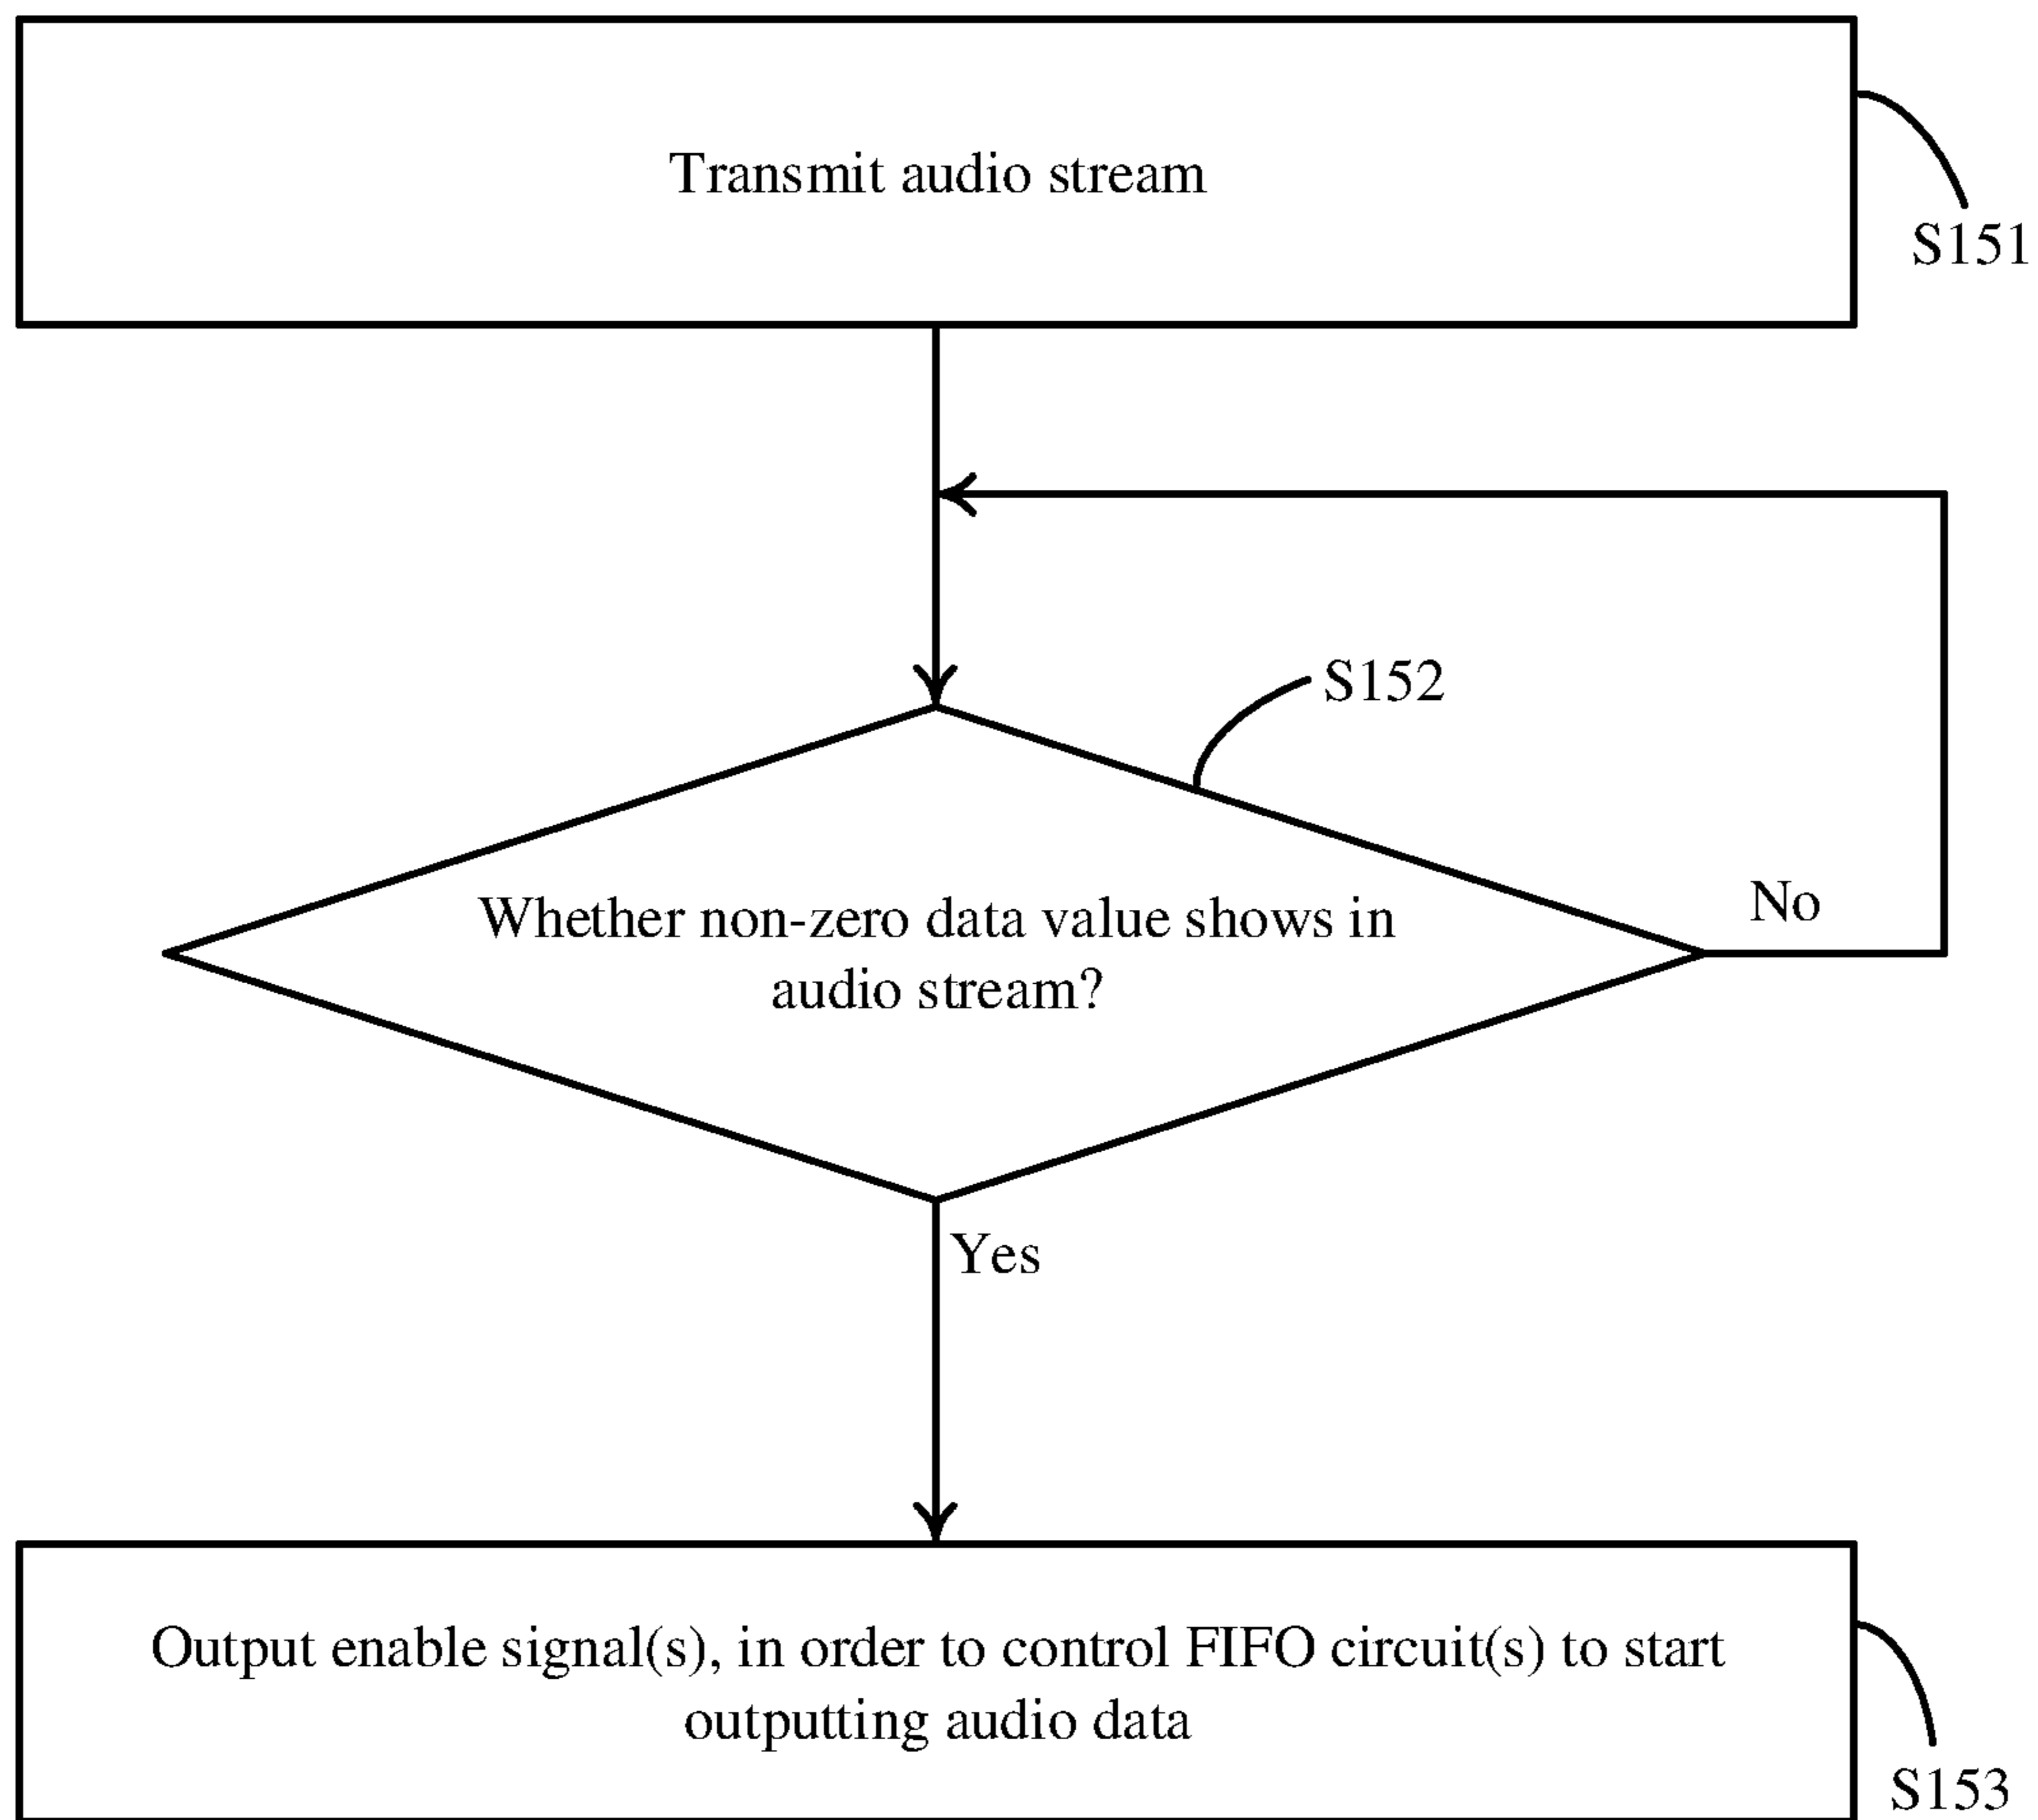 Transmit audio stream
S151
S152
Whether non-zero data value shows in
audio stream?
No
Yes
Output enable signal(s), in order to control FIFO circuit(s) to start
outputting audio data
S153